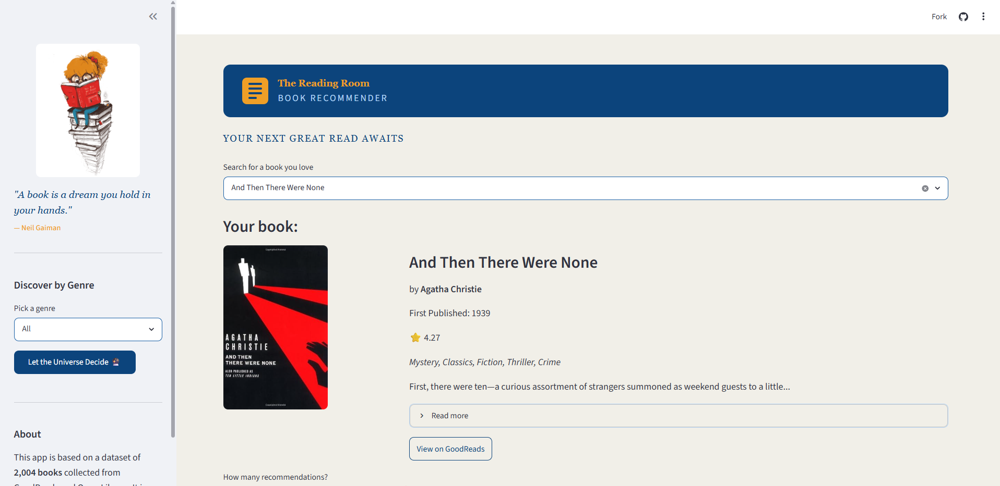 Fork
"A book is a dream you hold in
your hands."
— Neil Gaiman
Discover by Genre
Pick a genre
All
Let the Universe Decide 🔮
About
This app is based on a dataset of
2,004 books collected from
The Reading Room
BOOK RECOMMENDER
YOUR NEXT GREAT READ AWAITS
Search for a book you love
And Then There Were None
Your book:
Copyrighted Material
AGATHA
CHRISTIE
AND THEN
THERE WERE NONE
ALSO PUBLISHED AS
TEN LITTLE INDIANS
Copyrighted Material
And Then There Were None
by Agatha Christie
First Published: 1939
⭐ 4.27
Mystery, Classics, Fiction, Thriller, Crime
First, there were ten—a curious assortment of strangers summoned as weekend guests to a little...
Read more
View on GoodReads
How many recommendations?